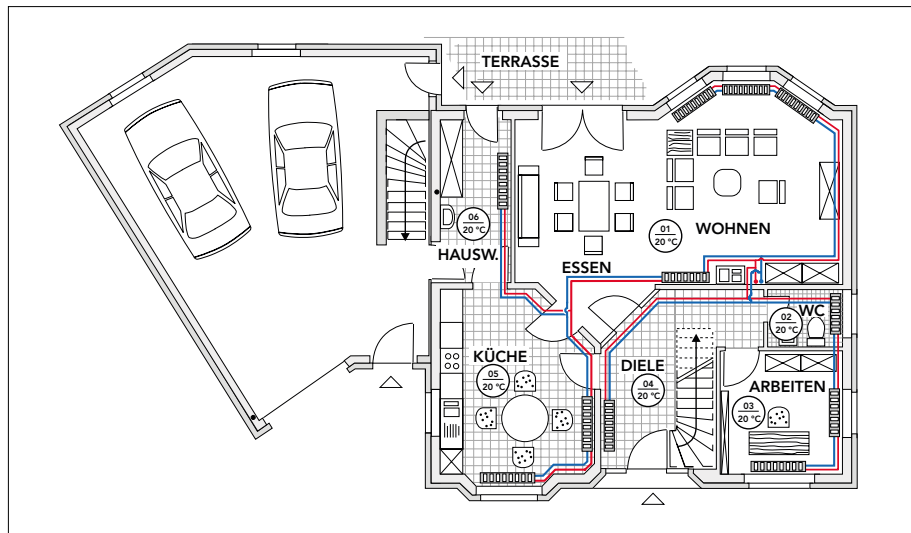 TERRASSE
06
20 °C
HAUSW.
01
20 °C
WOHNEN
ESSEN
02
20 °C
WC
KÜCHE
05
20 °C
DIELE
04
20 °C
ARBEITEN
03
20 °C